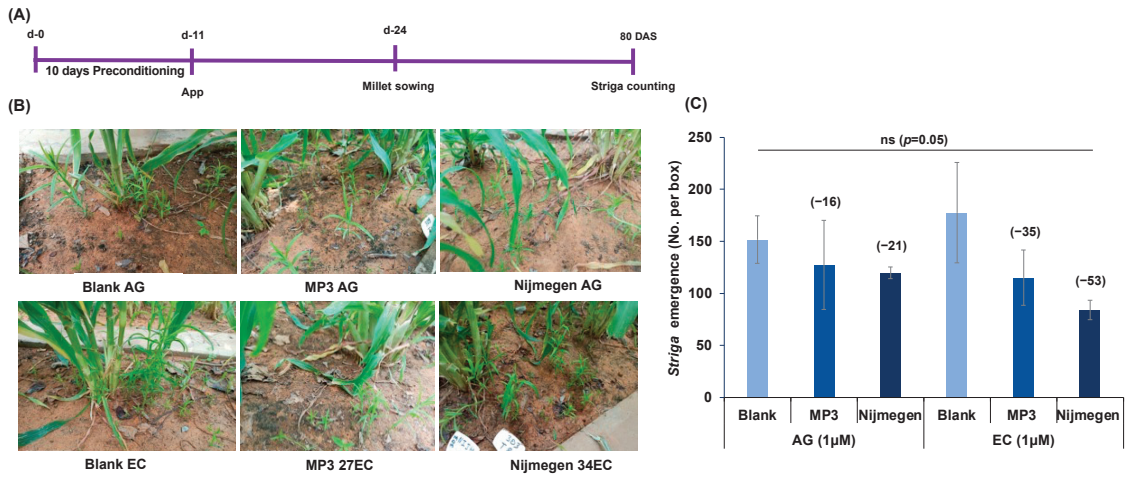 (A)
d-0
d-11
d-24
80 DAS
10 days Preconditioning
App
Millet sowing
Striga counting
(B)
Blank AG
MP3 AG
Nijmegen AG
Blank EC
MP3 27EC
Nijmegen 34EC
(C)
ns (p=0.05)
Striga emergence (No. per box)
250
200
150
100
50
0
(−16)
(−21)
(−35)
(−53)
Blank
MP3
Nijmegen
Blank
MP3
Nijmegen
AG (1µM)
EC (1µM)